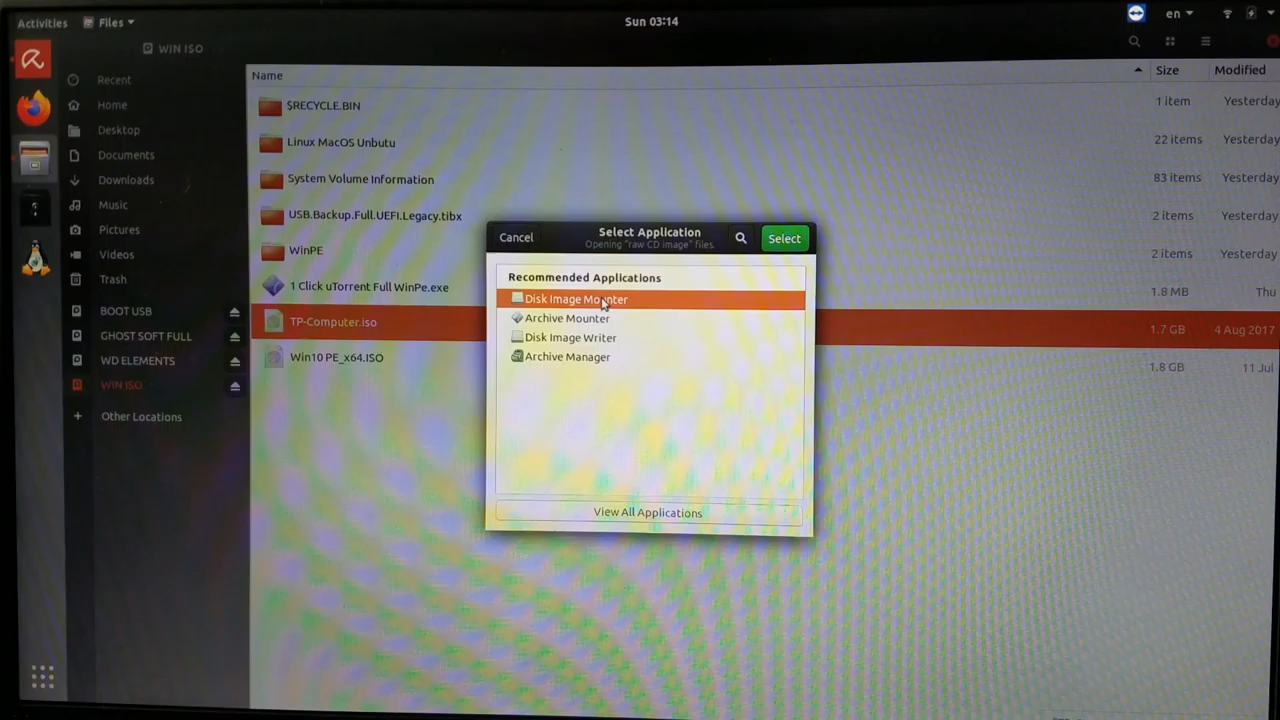 Activities Files Sun 03:14 en
WIN ISO
Recent
Home
Desktop
Documents
Downloads
Music
Pictures
Videos
Trash
BOOT USB
GHOST SOFT FULL
WD ELEMENTS
WIN ISO
+ Other Locations
Name Size Modified
$RECYCLE.BIN 1 item Yesterday
Linux MacOS Unbutu 22 items Yesterday
System Volume Information 83 items Yesterday
USB.Backup.Full.UEFI.Legacy.tibx 2 items Yesterday
WinPE 2 items Yesterday
1 Click uTorrent Full WinPe.exe 1.8 MB Thu
TP-Computer.iso 1.7 GB 4 Aug 2017
Win10 PE_x64.ISO 1.8 GB 11 Jul
Cancel Select Application Select
Opening "raw CD image" files.
Recommended Applications
Disk Image Mounter
Archive Mounter
Disk Image Writer
Archive Manager
View All Applications